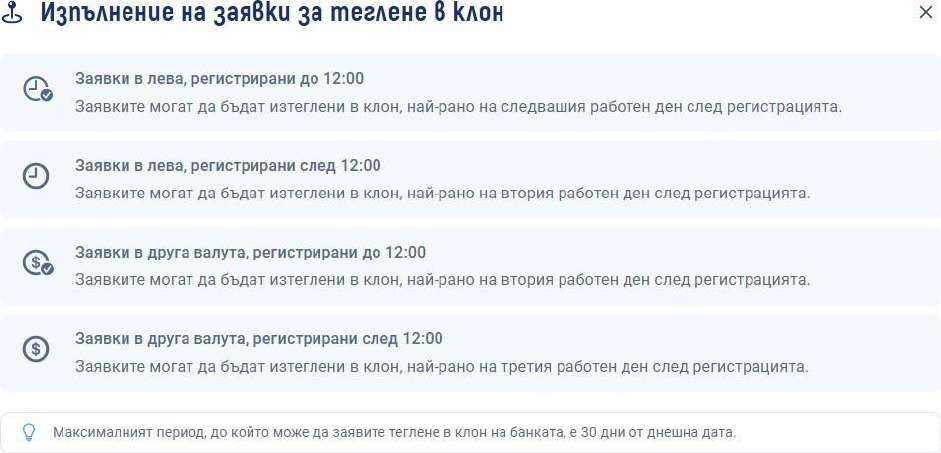 Изпълнение на заявки за теглене в клон
Заявки в лева, регистрирани до 12:00
Заявките могат да бъдат изтеглени в клон, най-рано на следващия работен ден след регистрацията.
Заявки в лева, регистрирани след 12:00
Заявките могат да бъдат изтеглени в клон, най-рано на втория работен ден след регистрацията.
Заявки в друга валута, регистрирани до 12:00
Заявките могат да бъдат изтеглени в клон, най-рано на втория работен ден след регистрацията.
Заявки в друга валута, регистрирани след 12:00
Заявките могат да бъдат изтеглени в клон, най-рано на третия работен ден след регистрацията.
Максималният период, до който може да заявите теглене в клон на банката, е 30 дни от днешна дата.